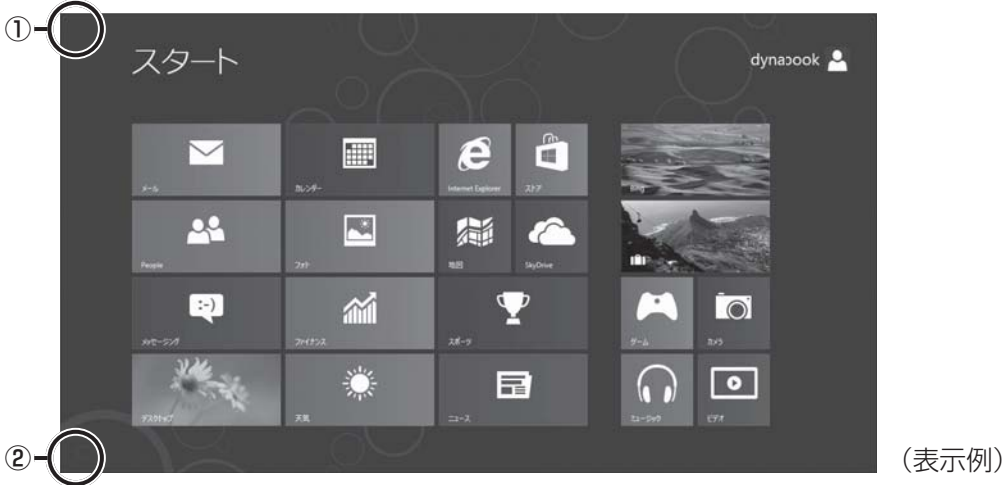 ①
スタート
dynabook
メール
カレンダー
Internet Explorer
ストア
Bing
People
フォト
地図
SkyDrive
メッセージング
:-)
ファイナンス
スポーツ
ゲーム
カメラ
デスクトップ
天気
ニュース
ミュージック
ビデオ
②
(表示例)